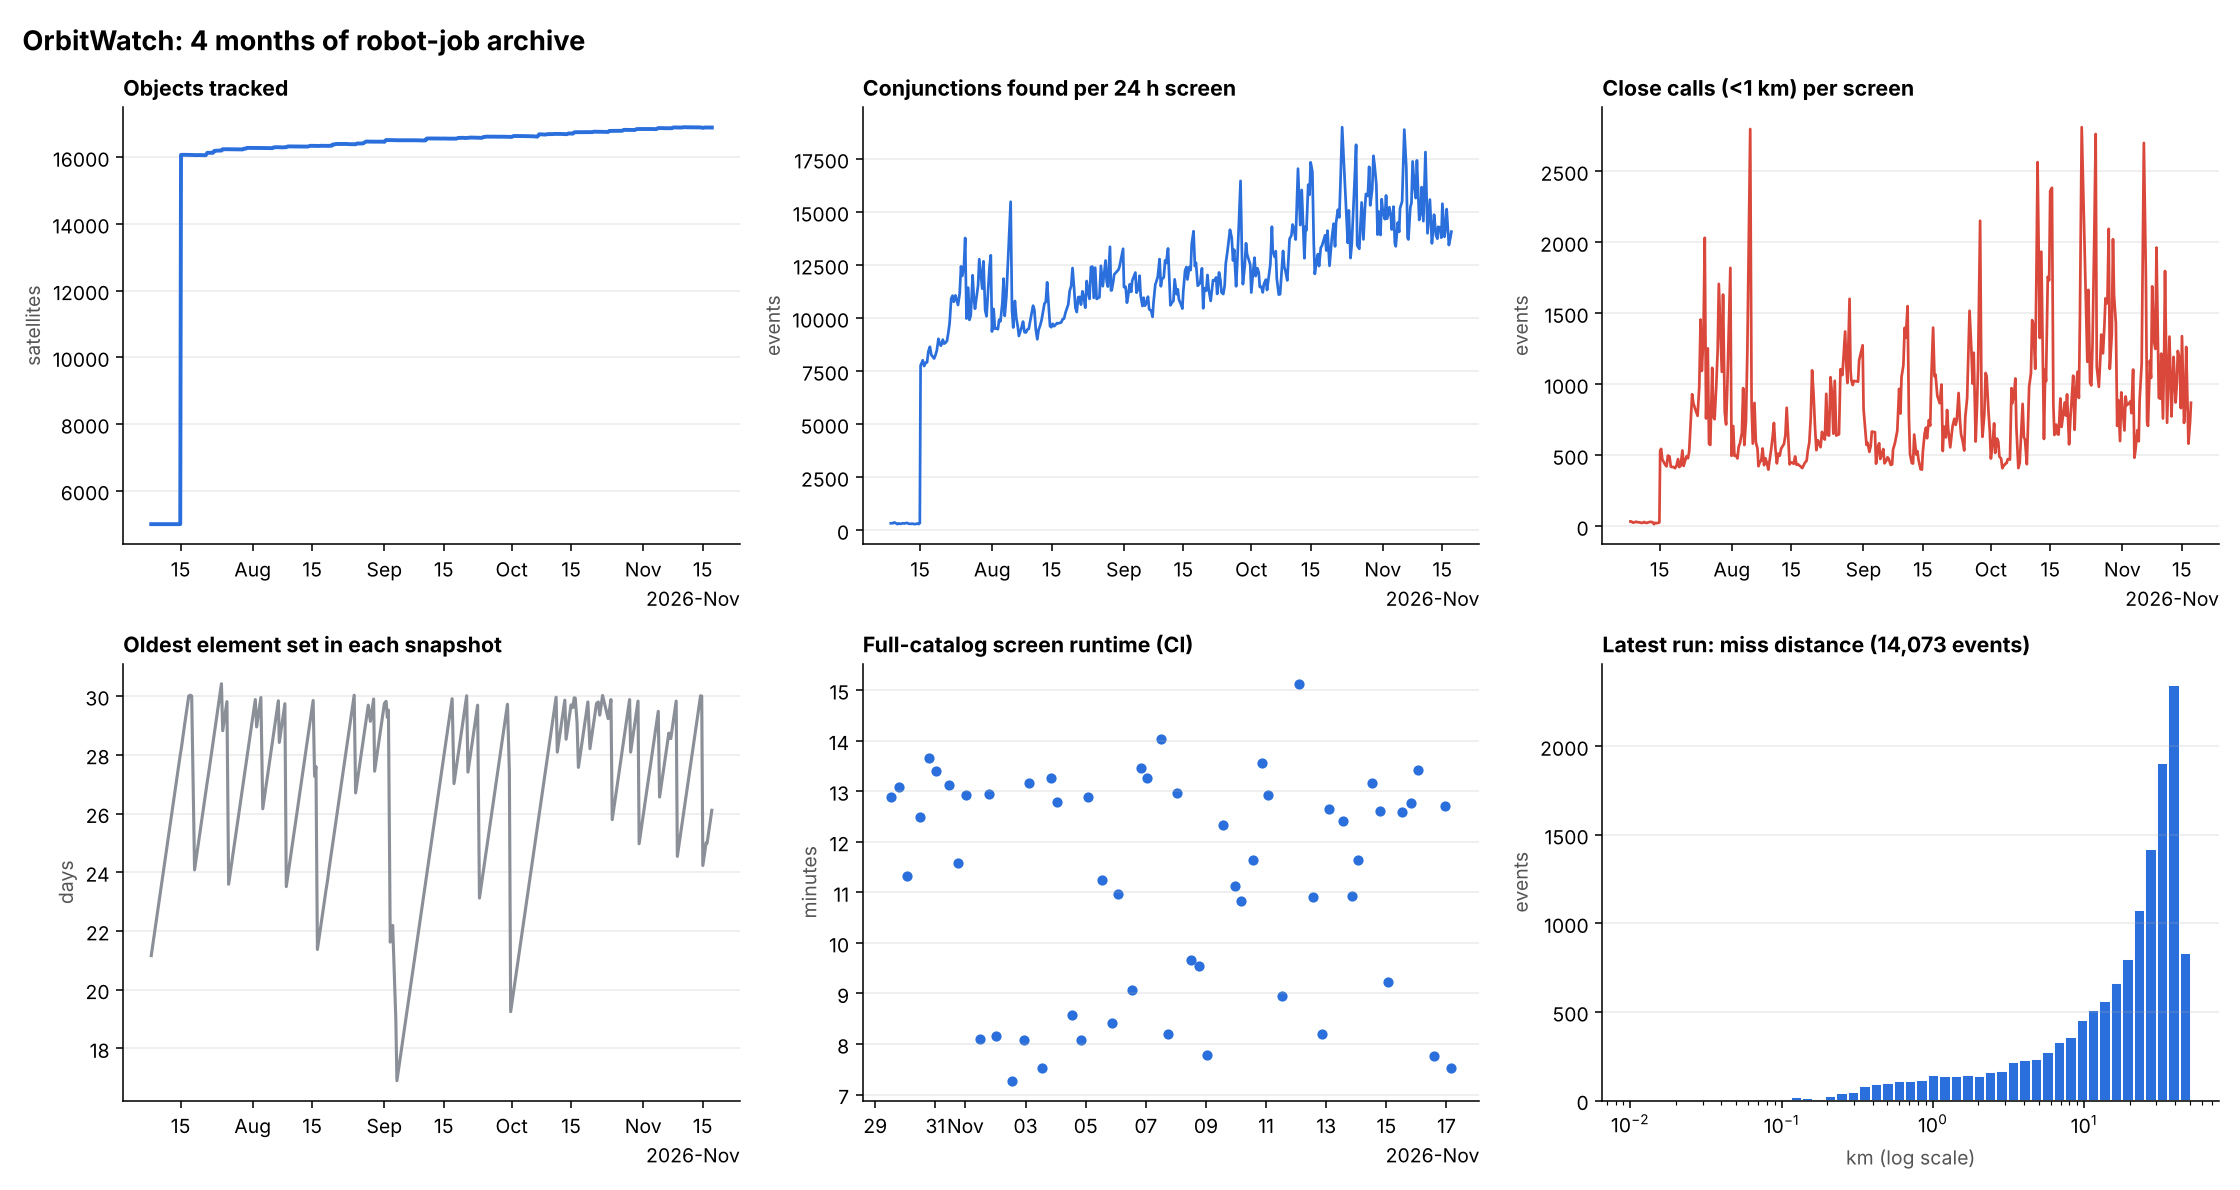 OrbitWatch: 4 months of robot-job archive
Objects tracked
satellites
16000
14000
12000
10000
8000
6000
15 Aug 15 Sep 15 Oct 15 Nov 15
2026-Nov
Conjunctions found per 24 h screen
events
17500
15000
12500
10000
7500
5000
2500
0
15 Aug 15 Sep 15 Oct 15 Nov 15
2026-Nov
Close calls (<1 km) per screen
events
2500
2000
1500
1000
500
0
15 Aug 15 Sep 15 Oct 15 Nov 15
2026-Nov
Oldest element set in each snapshot
days
30
28
26
24
22
20
18
15 Aug 15 Sep 15 Oct 15 Nov 15
2026-Nov
Full-catalog screen runtime (CI)
minutes
15
14
13
12
11
10
9
8
7
29 31 Nov 03 05 07 09 11 13 15 17
2026-Nov
Latest run: miss distance (14,073 events)
events
2000
1500
1000
500
0
10⁻² 10⁻¹ 10⁰ 10¹
km (log scale)